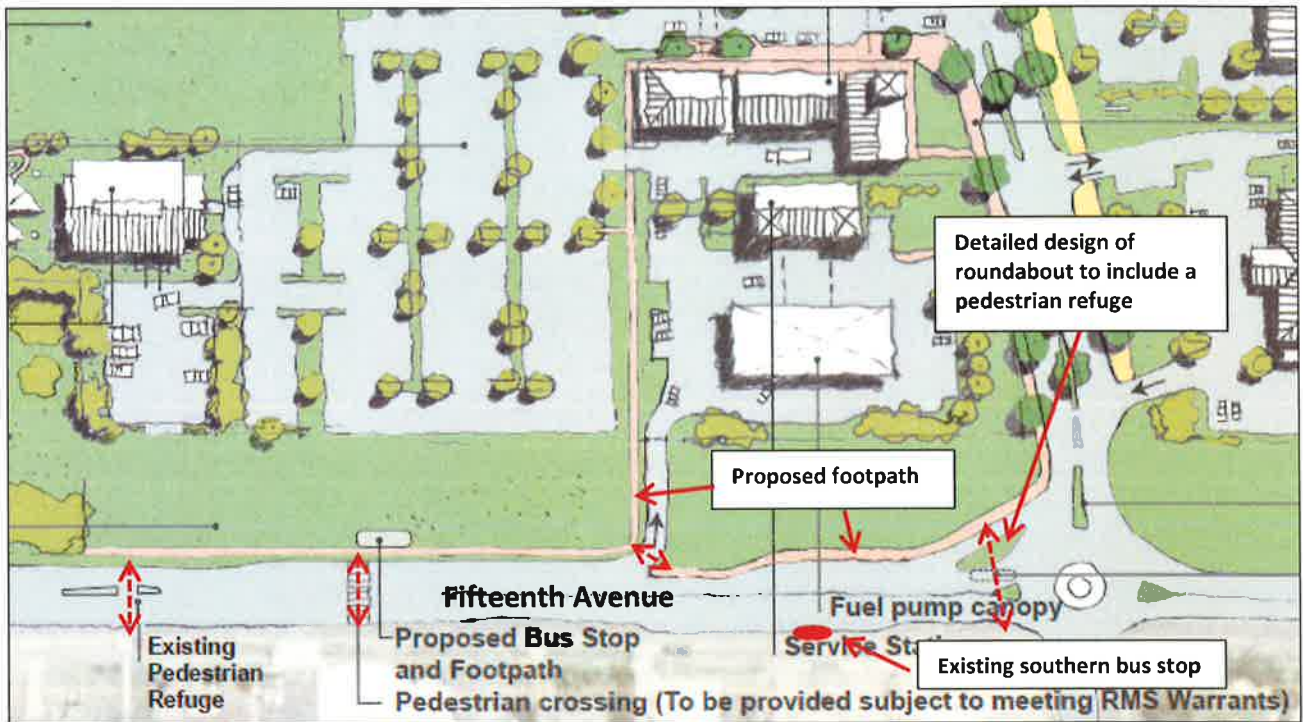 Detailed design of
roundabout to include a
pedestrian refuge
Proposed footpath
Fifteenth Avenue
Fuel pump canopy
Existing
Pedestrian
Refuge
Proposed Bus Stop
and Footpath
Service
Existing southern bus stop
Pedestrian crossing (To be provided subject to meeting RMS Warrants)